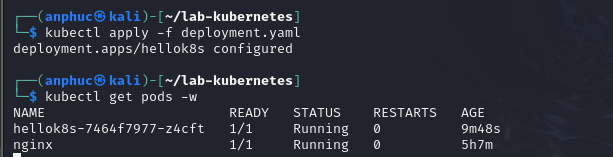 ┌──(anphuc㉿kali)-[~/lab-kubernetes]
└─$ kubectl apply -f deployment.yaml
deployment.apps/hellok8s configured
┌──(anphuc㉿kali)-[~/lab-kubernetes]
└─$ kubectl get pods -w
NAME READY STATUS RESTARTS AGE
hellok8s-7464f7977-z4cft 1/1 Running 0 9m48s
nginx 1/1 Running 0 5h7m